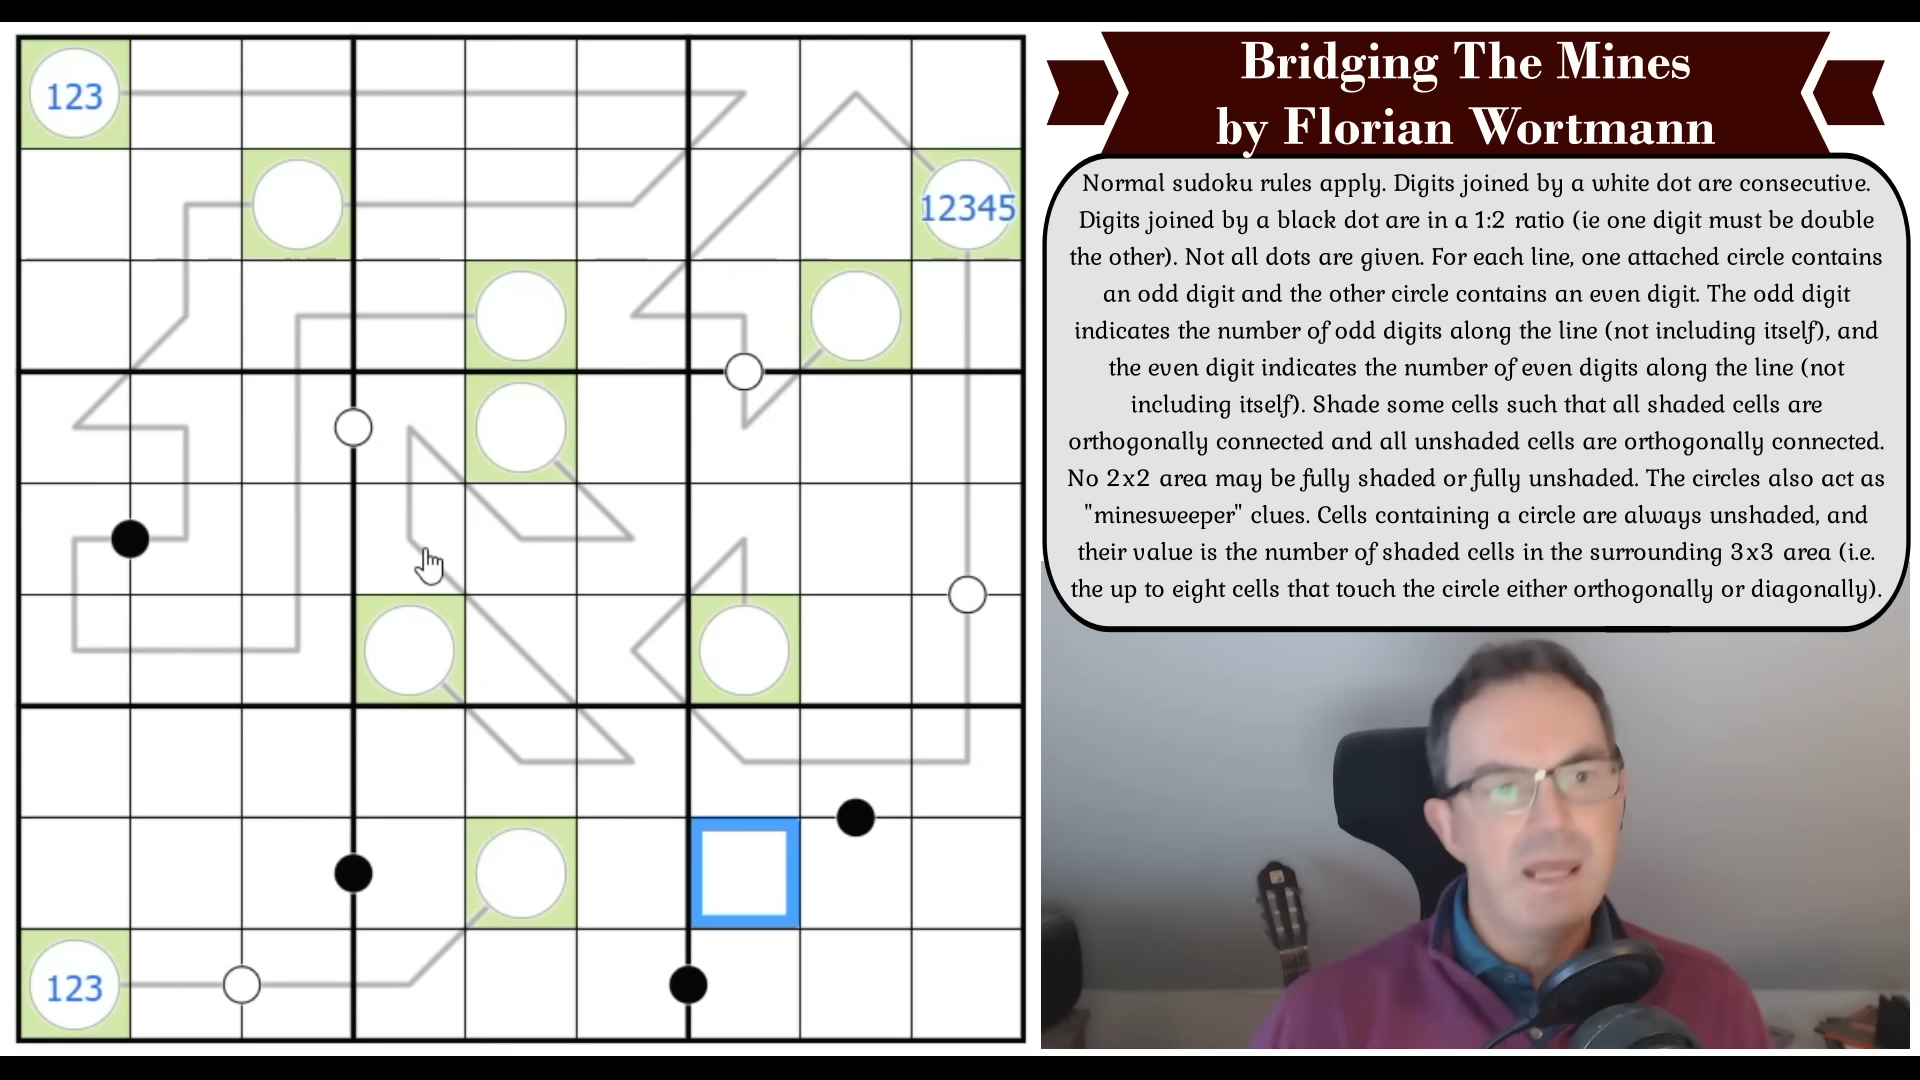 Bridging The Mines
by Florian Wortmann
Normal sudoku rules apply. Digits joined by a white dot are consecutive.
Digits joined by a black dot are in a 1:2 ratio (ie one digit must be double
the other). Not all dots are given. For each line, one attached circle contains
an odd digit and the other circle contains an even digit. The odd digit
indicates the number of odd digits along the line (not including itself), and
the even digit indicates the number of even digits along the line (not
including itself). Shade some cells such that all shaded cells are
orthogonally connected and all unshaded cells are orthogonally connected.
No 2x2 area may be fully shaded or fully unshaded. The circles also act as
"minesweeper" clues. Cells containing a circle are always unshaded, and
their value is the number of shaded cells in the surrounding 3x3 area (i.e.
the up to eight cells that touch the circle either orthogonally or diagonally).
123
12345
123